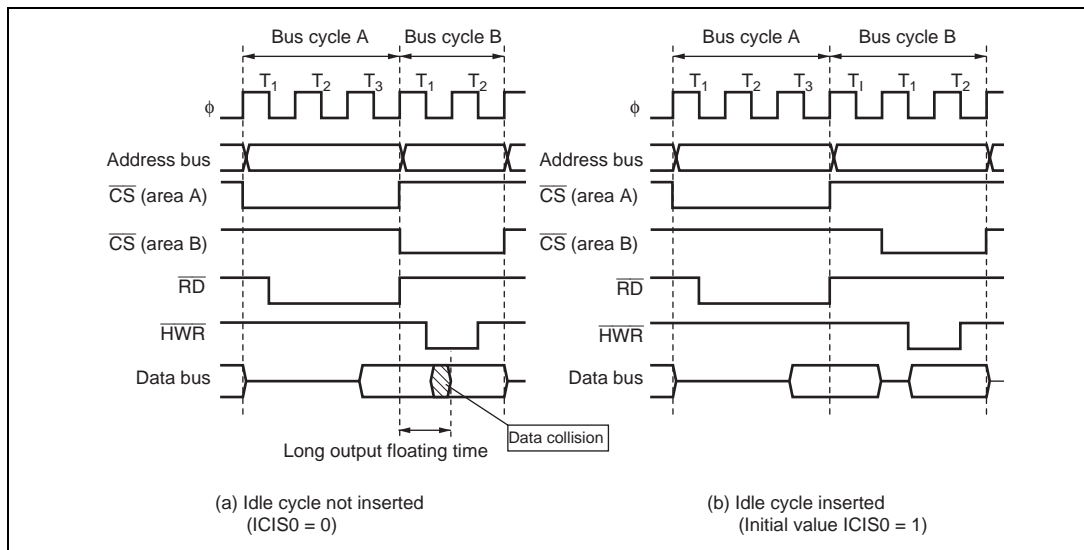 Bus cycle A
Bus cycle B
T1 T2 T3 T1 T2
ϕ
Address bus
CS (area A)
CS (area B)
RD
HWR
Data bus
Data collision
Long output floating time
(a) Idle cycle not inserted
(ICIS0 = 0)
Bus cycle A
Bus cycle B
T1 T2 T3 TI T1 T2
ϕ
Address bus
CS (area A)
CS (area B)
RD
HWR
Data bus
(b) Idle cycle inserted
(Initial value ICIS0 = 1)